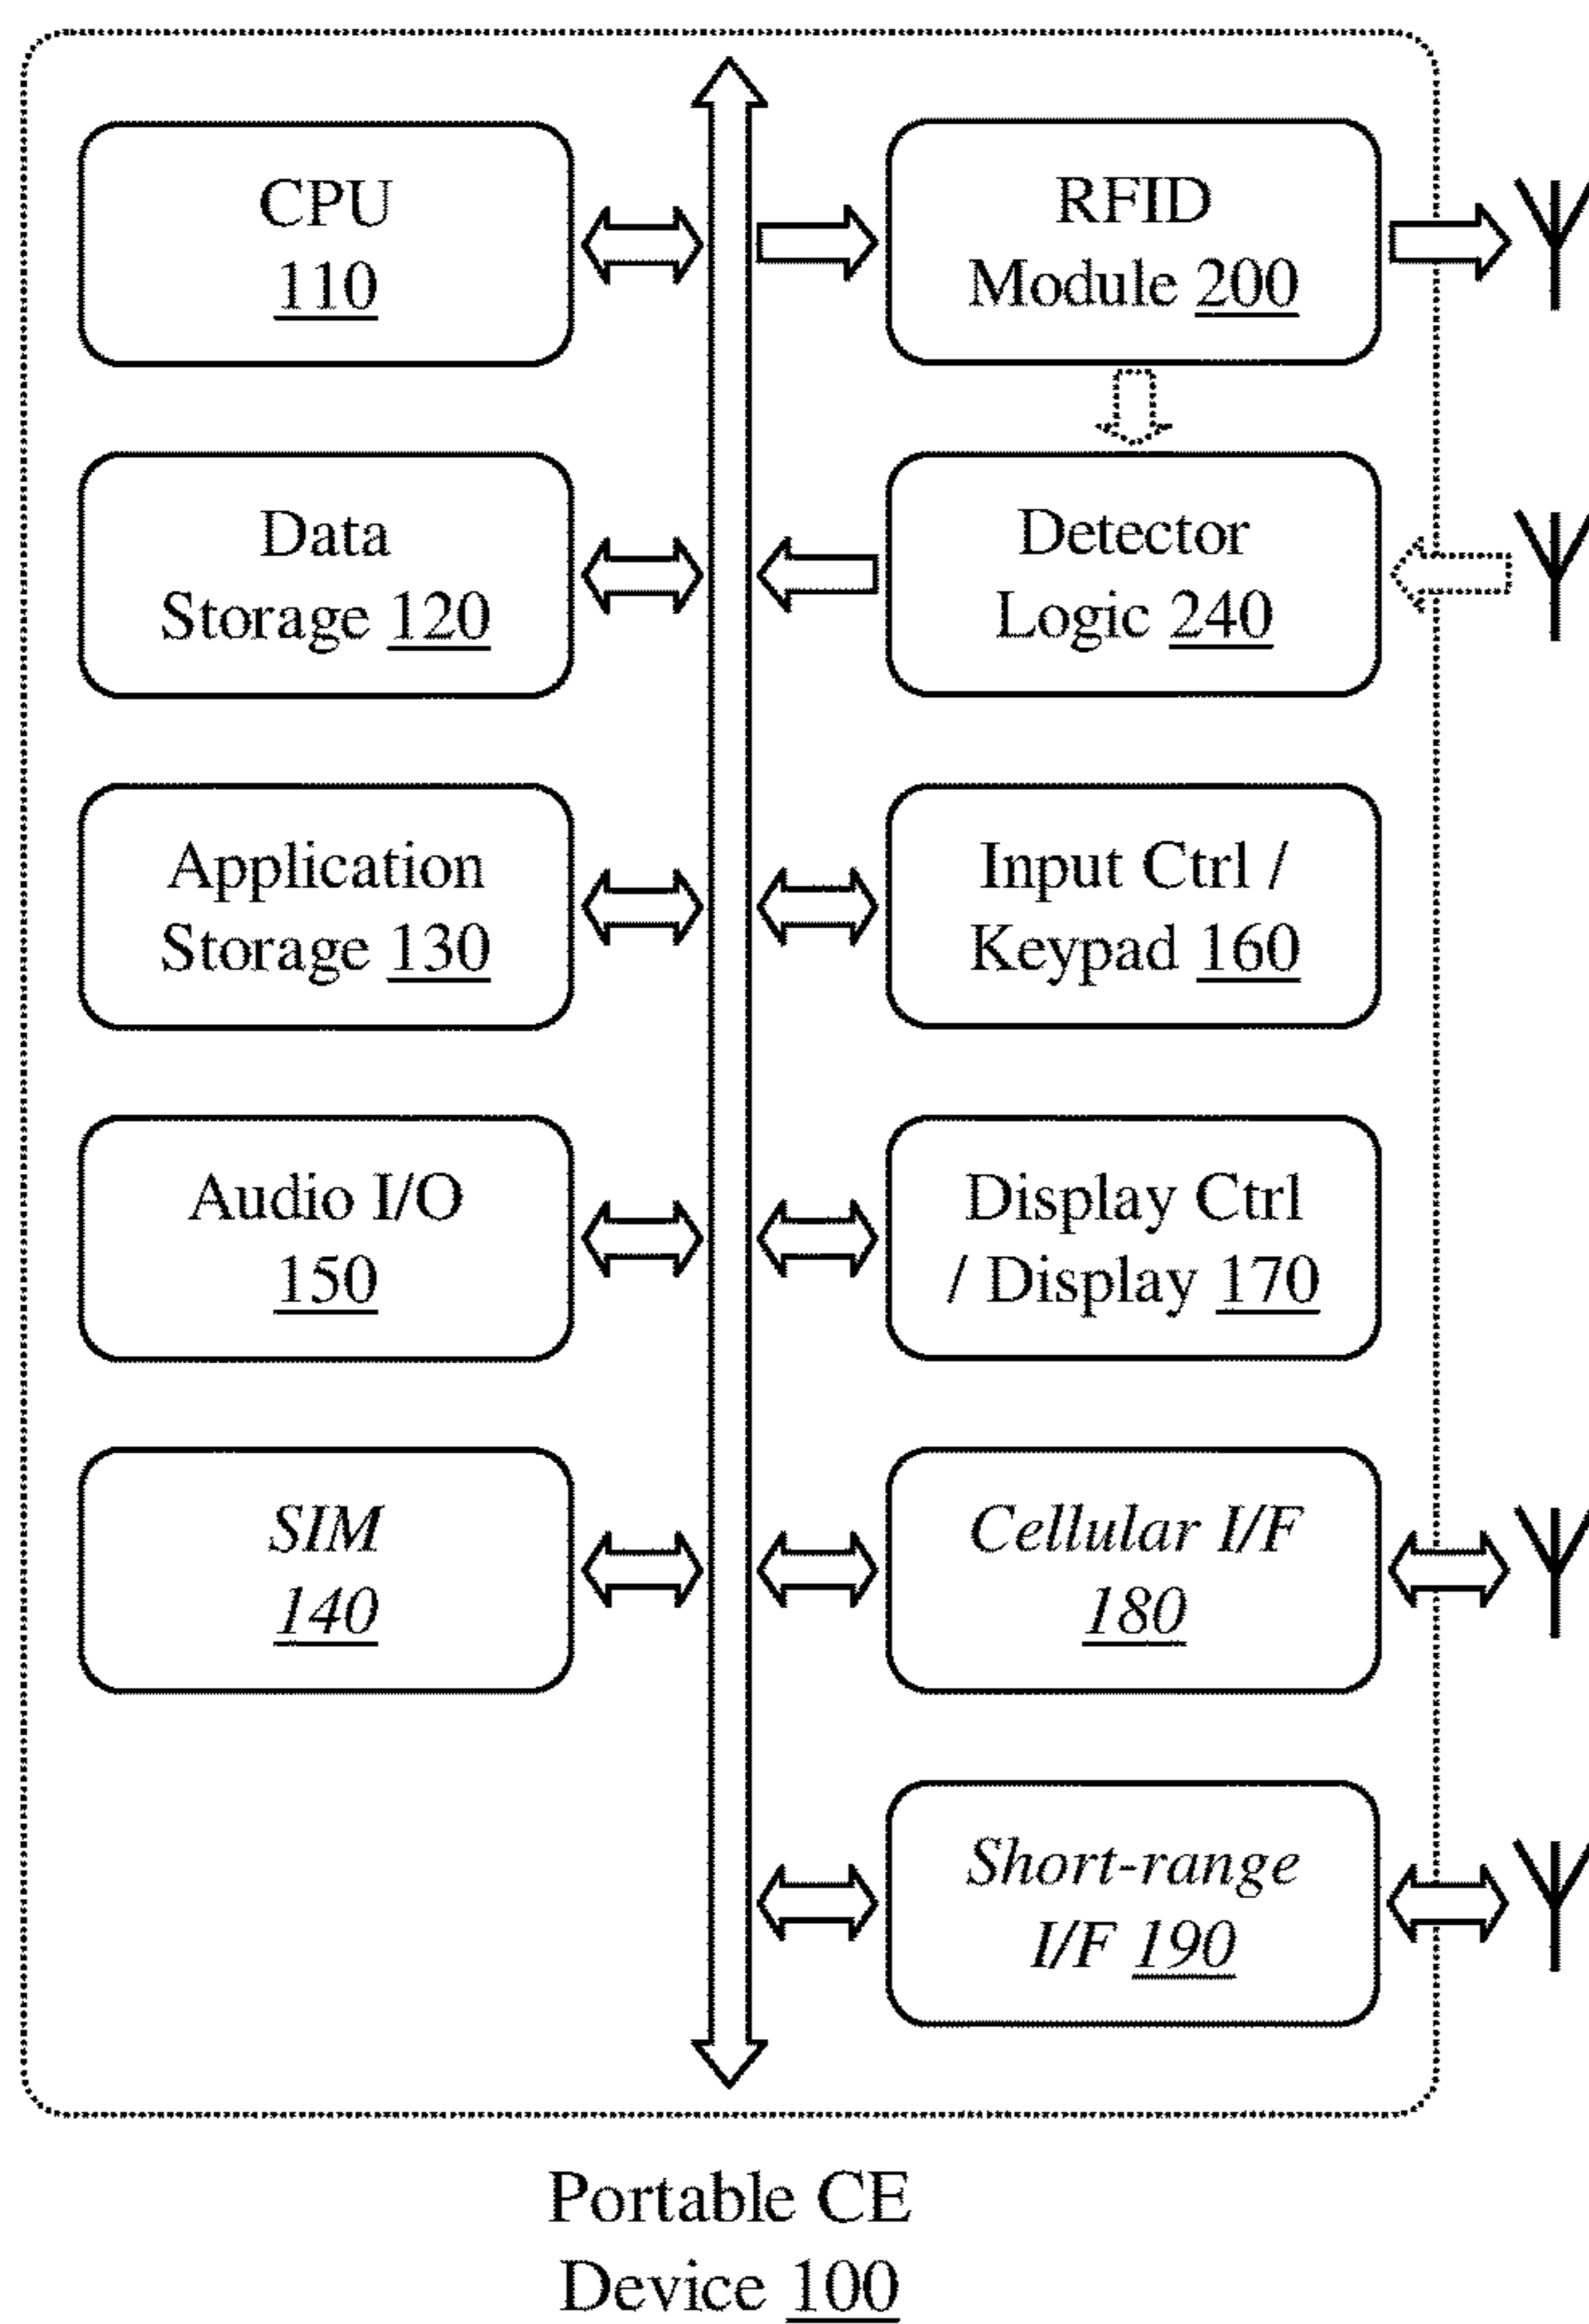 CPU
110
RFID
Module 200
Data
Storage 120
Detector
Logic 240
Application
Storage 130
Input Ctrl /
Keypad 160
Audio I/O
150
Display Ctrl
/ Display 170
SIM
140
Cellular I/F
180
Short-range
I/F 190
Portable CE
Device 100